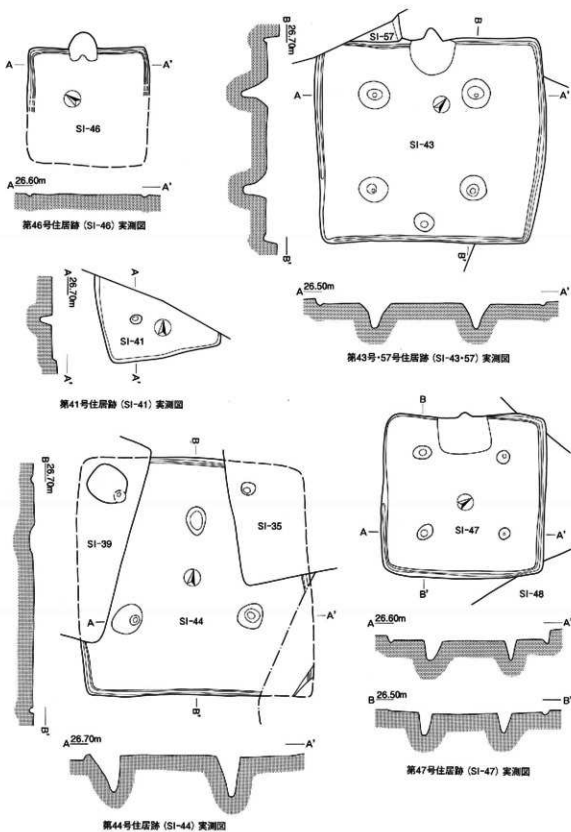 A
A'
SI-46
A 26.60m
A'
第46号住居跡 (SI-46) 実測図
B
26.70m
B'
SI-57
B
A
A'
SI-43
B'
A 26.50m
A'
第43号・57号住居跡 (SI-43・57) 実測図
A
26.70m
A'
A
SI-41
A'
第41号住居跡 (SI-41) 実測図
B
26.70m
B'
B
SI-39
SI-35
A
SI-44
A'
B'
A 26.70m
A'
第44号住居跡 (SI-44) 実測図
B
A
SI-47
A'
B'
SI-48
A 26.60m
A'
B 26.50m
B'
第47号住居跡 (SI-47) 実測図